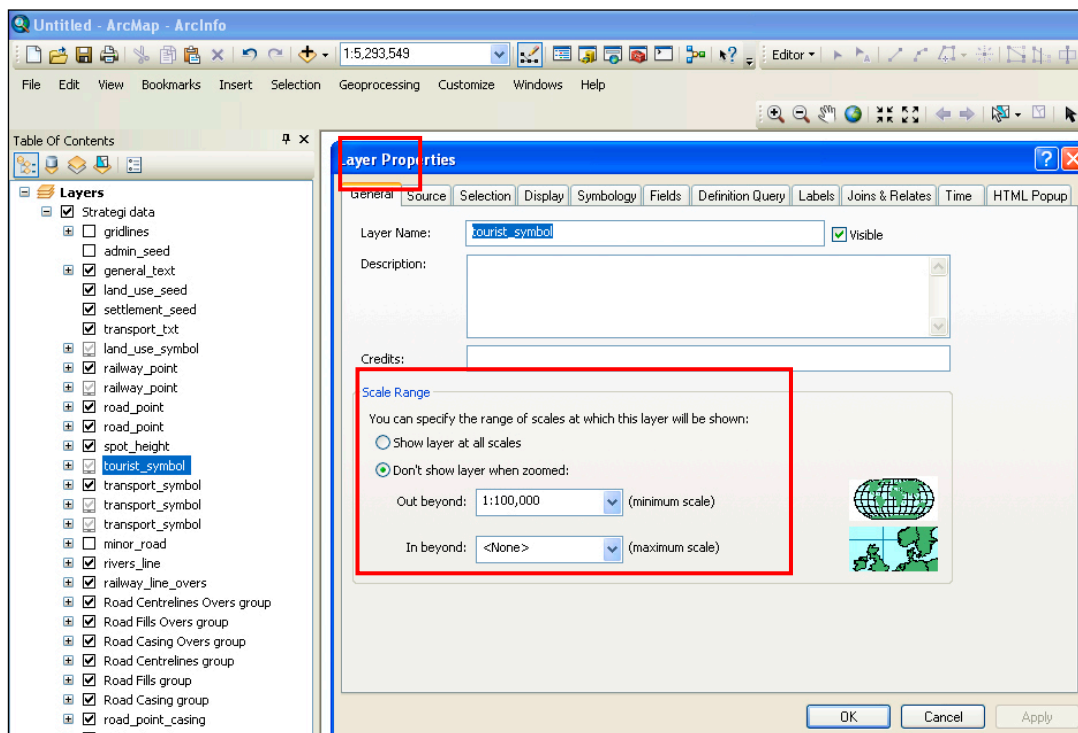 Untitled - ArcMap - ArcInfo
1:5,293,549
Editor
File Edit View Bookmarks Insert Selection Geoprocessing Customize Windows Help
Table Of Contents
Layers
Strategi data
gridlines
admin_seed
general_text
land_use_seed
settlement_seed
transport_txt
land_use_symbol
railway_point
railway_point
road_point
road_point
spot_height
tourist_symbol
transport_symbol
transport_symbol
transport_symbol
minor_road
rivers_line
railway_line_overs
Road Centrelines Overs group
Road Fills Overs group
Road Casing Overs group
Road Centrelines group
Road Fills group
Road Casing group
road_point_casing
Layer Properties
General Source Selection Display Symbology Fields Definition Query Labels Joins & Relates Time HTML Popup
Layer Name: tourist_symbol Visible
Description:
Credits:
Scale Range
You can specify the range of scales at which this layer will be shown:
Show layer at all scales
Don't show layer when zoomed:
Out beyond: 1:100,000 (minimum scale)
In beyond: <None> (maximum scale)
OK Cancel Apply